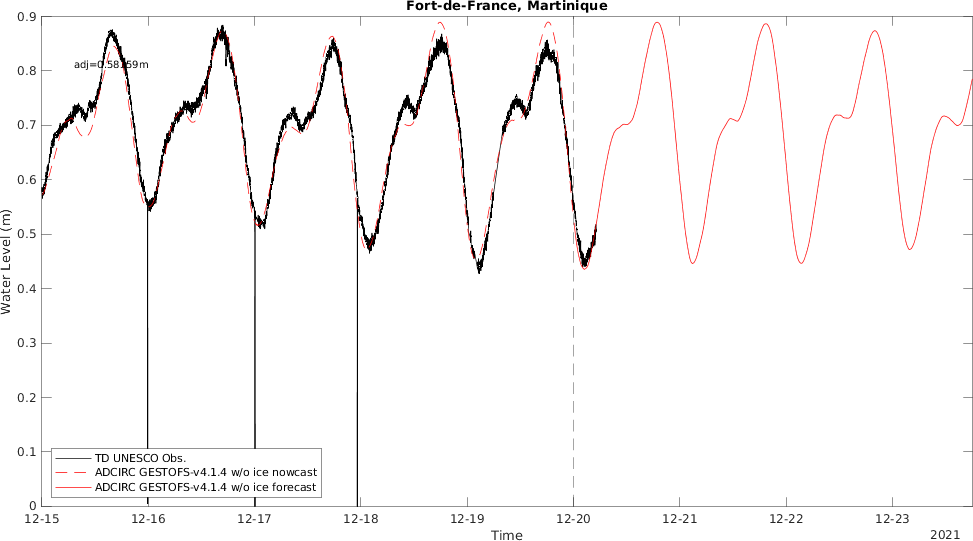 Fort-de-France, Martinique
0.9
0.8
0.7
0.6
0.5
0.4
0.3
0.2
0.1
0
Water Level (m)
adj=0.58159m
TD UNESCO Obs.
ADCIRC GESTOFS-v4.1.4 w/o ice nowcast
ADCIRC GESTOFS-v4.1.4 w/o ice forecast
12-15 12-16 12-17 12-18 12-19 12-20 12-21 12-22 12-23
Time
2021